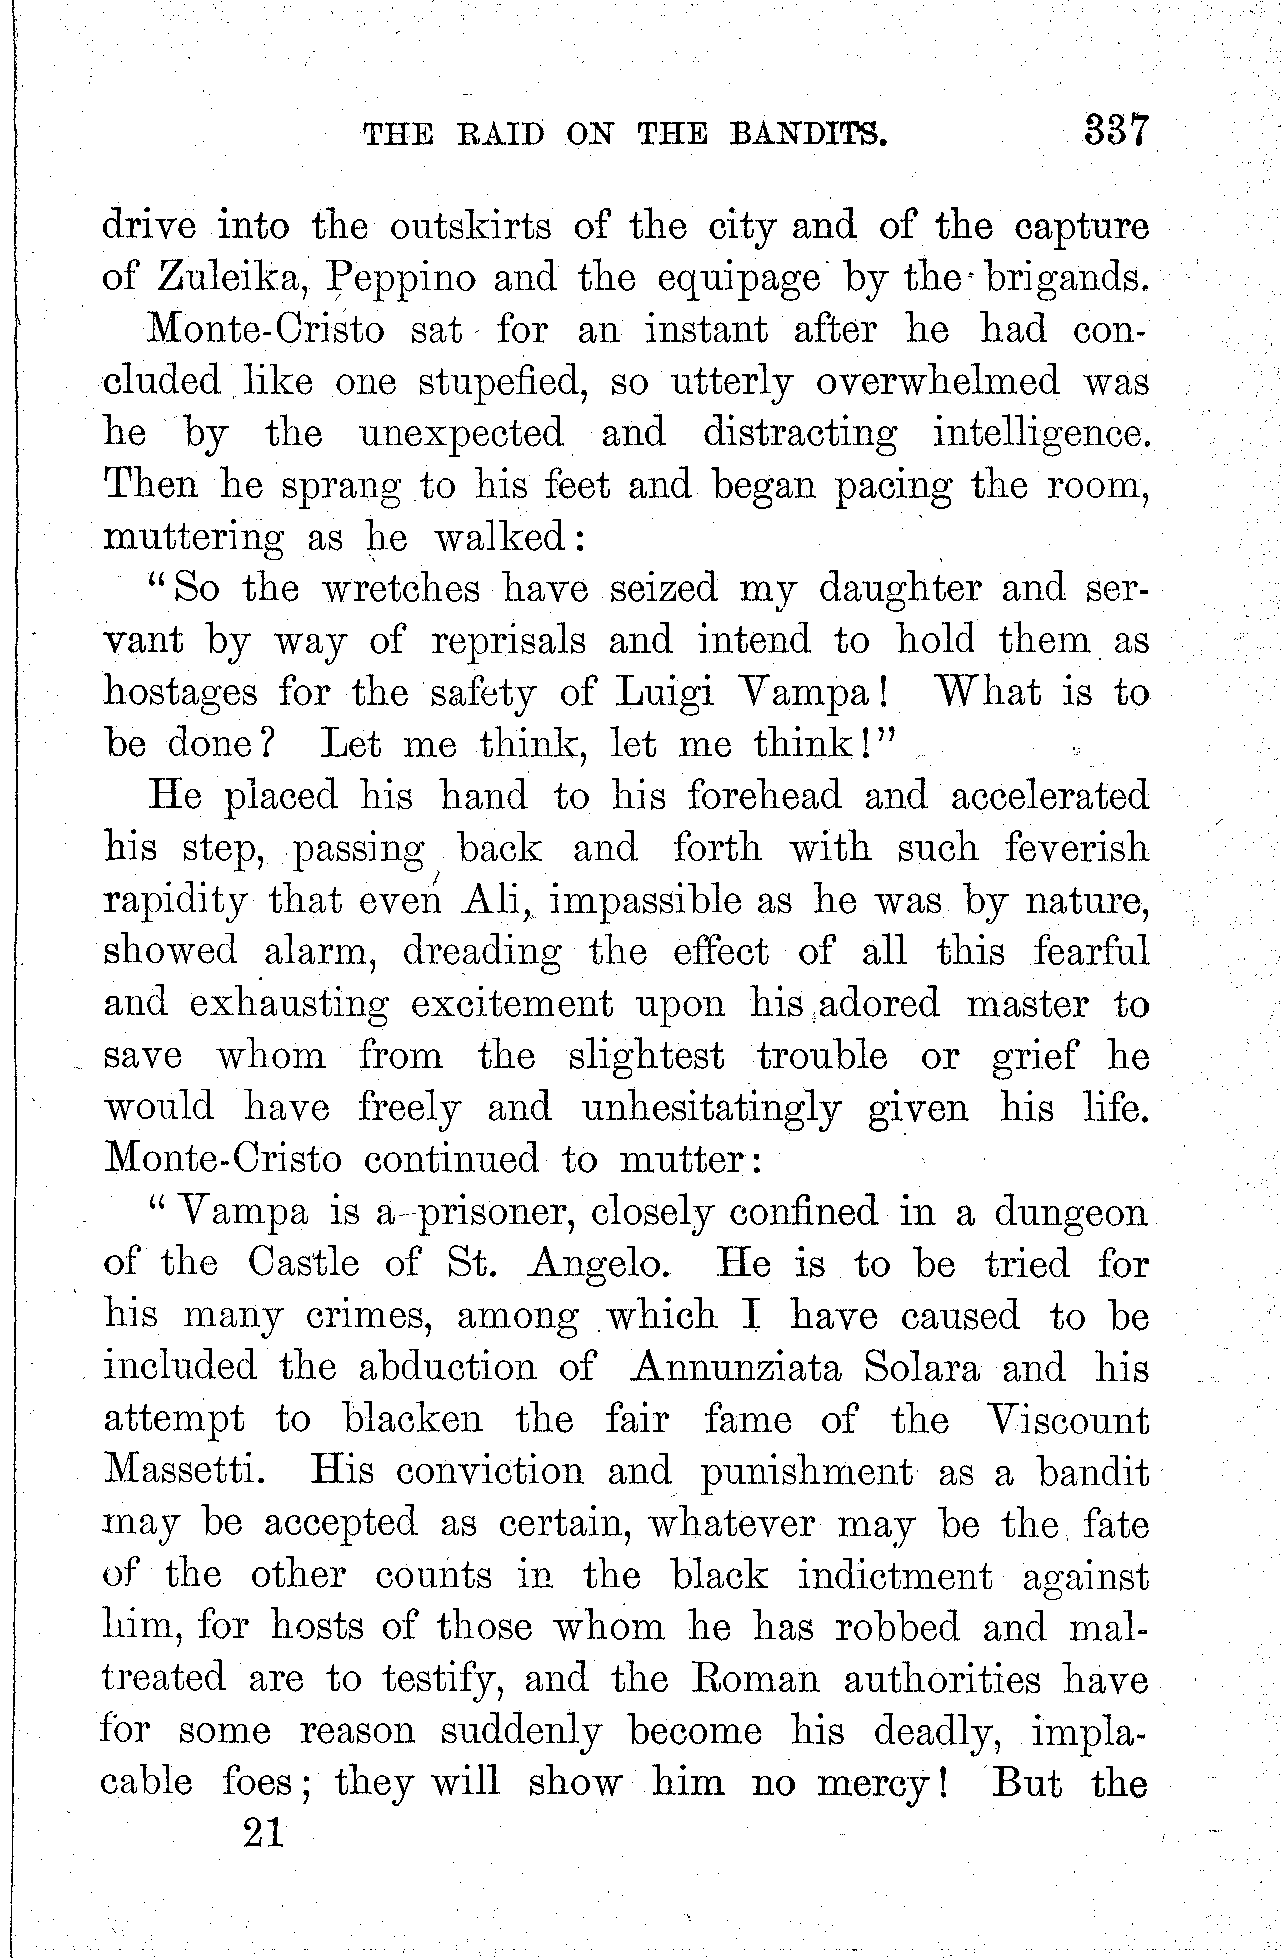 THE RAID ON THE BANDITS. 337
drive into the outskirts of the city and of the capture
of Zuleika, Peppino and the equipage by the brigands.
Monte-Cristo sat for an instant after he had con-
cluded like one stupefied, so utterly overwhelmed was
he by the unexpected and distracting intelligence.
Then he sprang to his feet and began pacing the room,
muttering as he walked:
"So the wretches have seized my daughter and ser-
vant by way of reprisals and intend to hold them as
hostages for the safety of Luigi Vampa! What is to
be done? Let me think, let me think!"
He placed his hand to his forehead and accelerated
his step, passing back and forth with such feverish
rapidity that even Ali, impassible as he was by nature,
showed alarm, dreading the effect of all this fearful
and exhausting excitement upon his adored master to
save whom from the slightest trouble or grief he
would have freely and unhesitatingly given his life.
Monte-Cristo continued to mutter:
"Vampa is a prisoner, closely confined in a dungeon
of the Castle of St. Angelo. He is to be tried for
his many crimes, among which I have caused to be
included the abduction of Annunziata Solara and his
attempt to blacken the fair fame of the Viscount
Massetti. His conviction and punishment as a bandit
may be accepted as certain, whatever may be the fate
of the other counts in the black indictment against
him, for hosts of those whom he has robbed and mal-
treated are to testify, and the Roman authorities have
for some reason suddenly become his deadly, impla-
cable foes; they will show him no mercy! But the
21